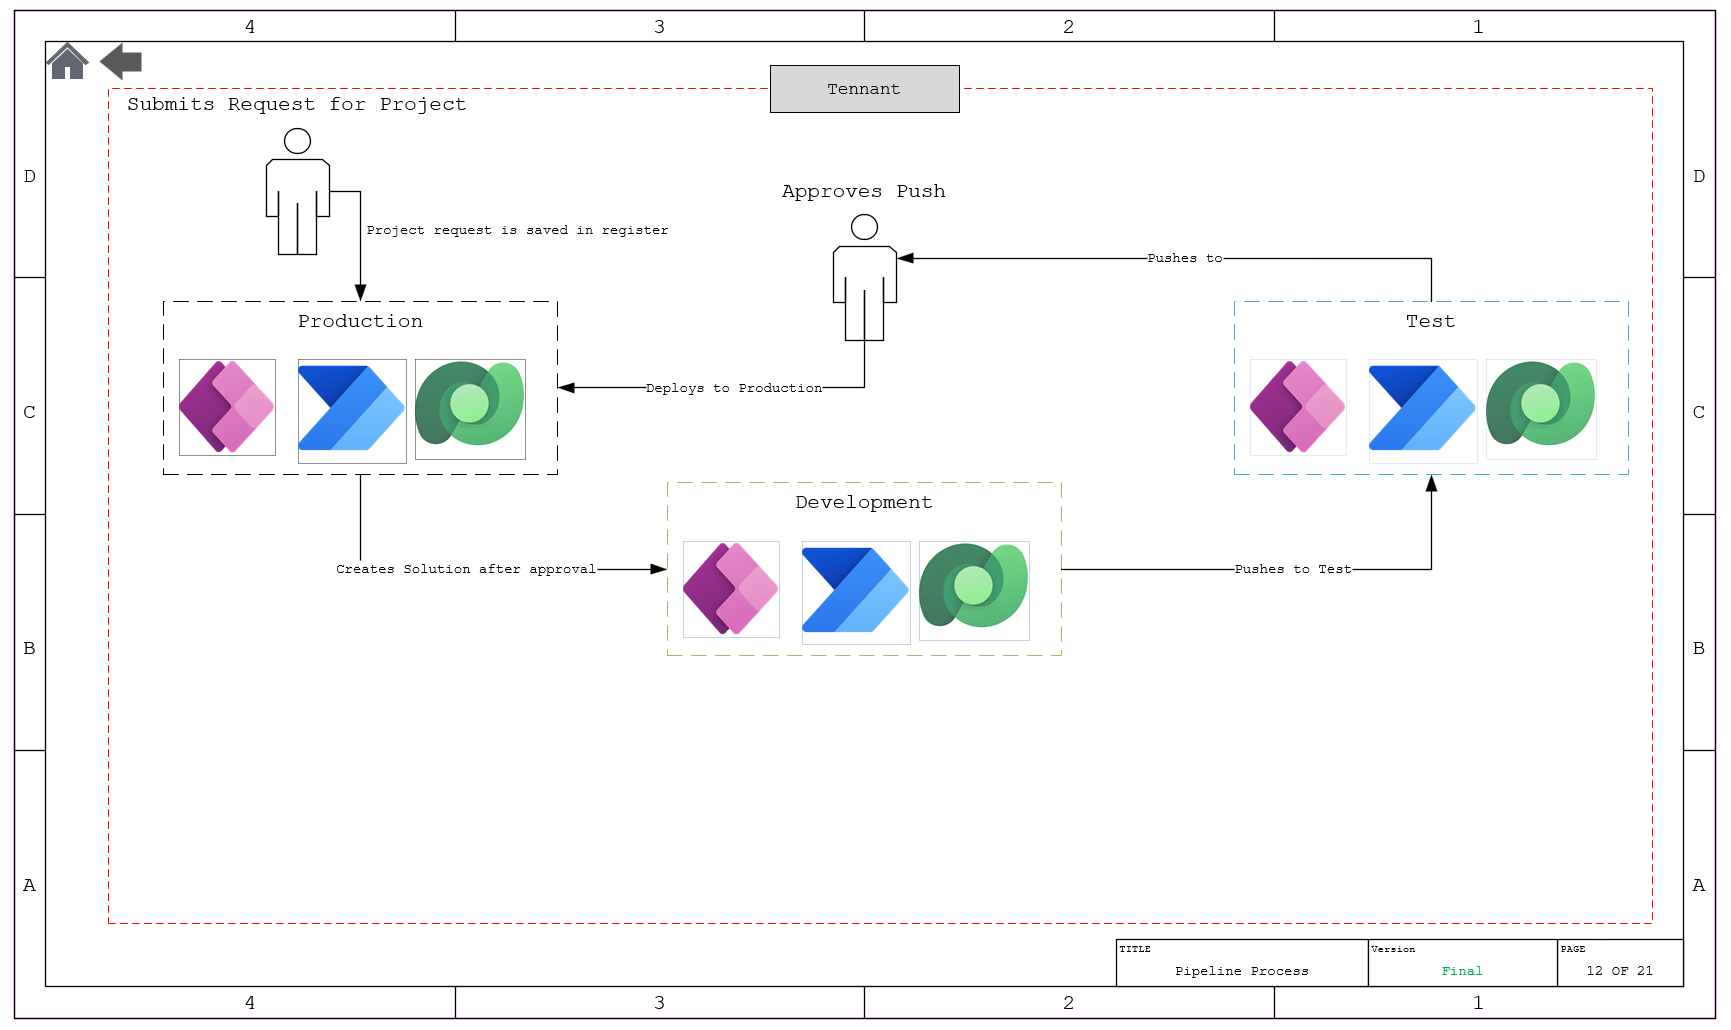 4 3 2 1
Tennant
Submits Request for Project
D D
Approves Push
Project request is saved in register
Pushes to
Production
Test
Deploys to Production
C C
Development
Creates Solution after approval
Pushes to Test
B B
A A
TITLE
Pipeline Process
Version
Final
PAGE
12 OF 21
4 3 2 1